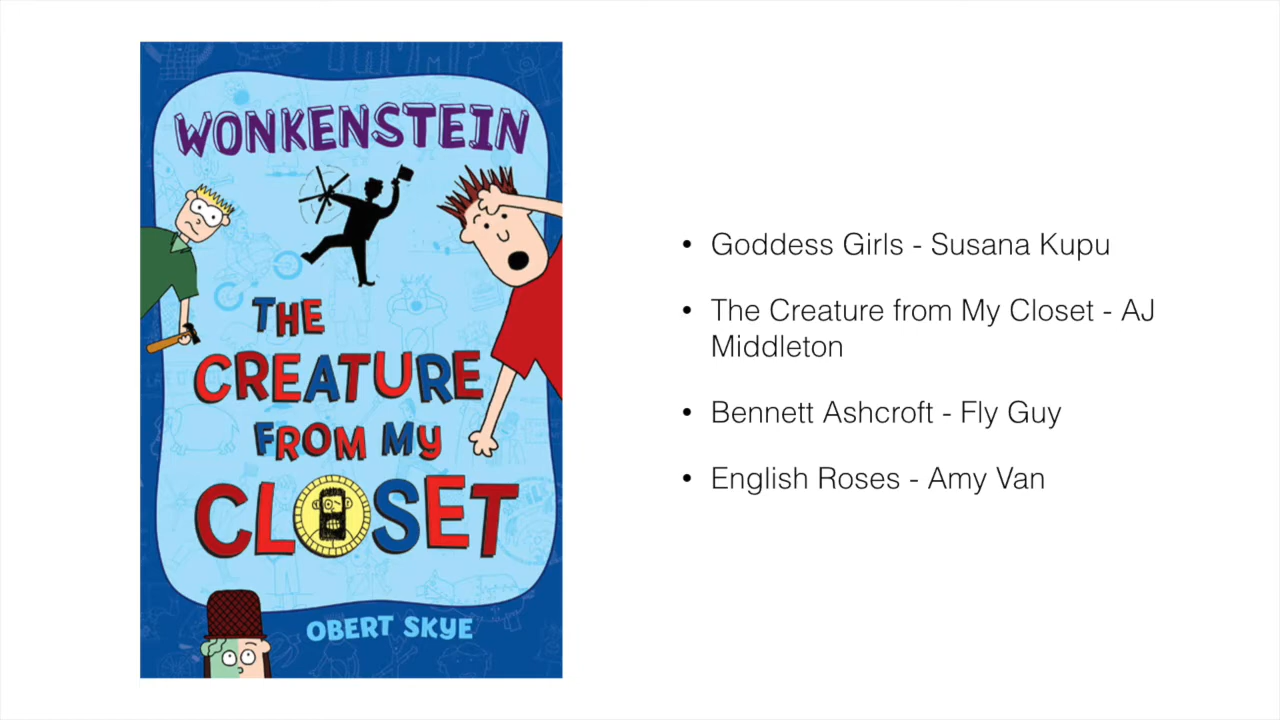 WONKENSTEIN
THE
CREATURE
FROM MY
CLOSET
OBERT SKYE
• Goddess Girls - Susana Kupu
• The Creature from My Closet - AJ
Middleton
• Bennett Ashcroft - Fly Guy
• English Roses - Amy Van